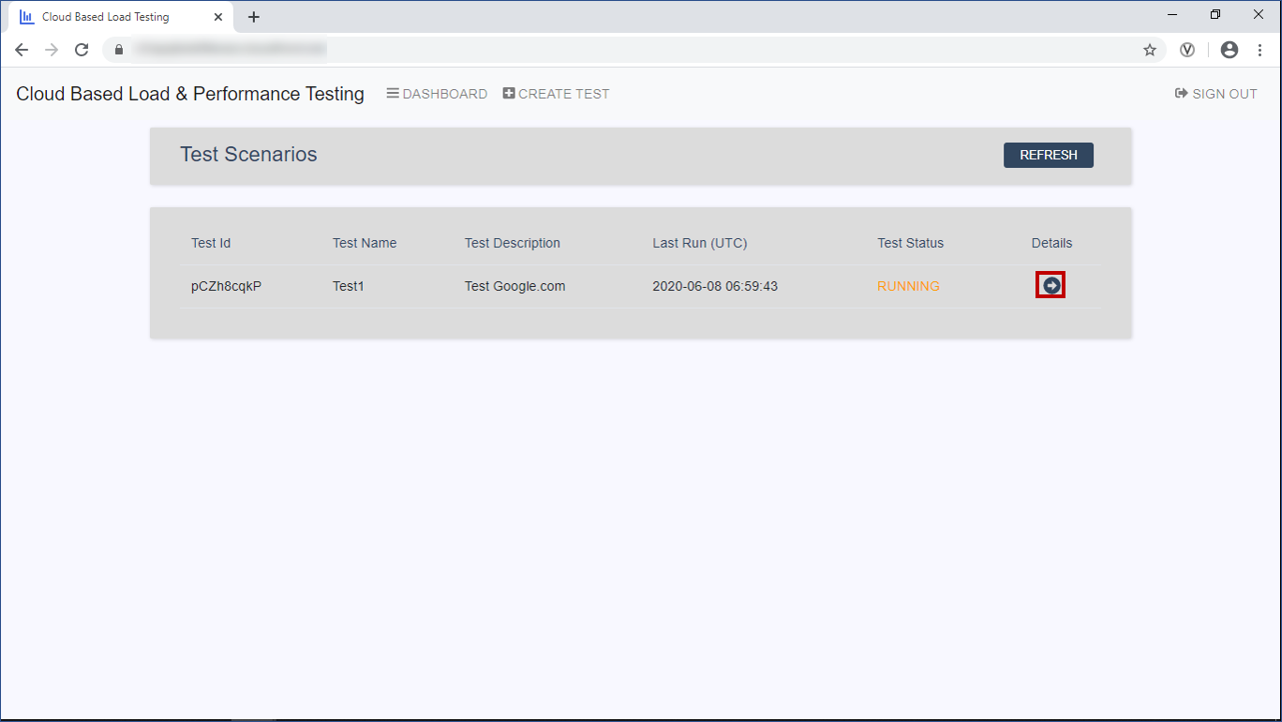 Cloud Based Load Testing
Cloud Based Load & Performance Testing DASHBOARD CREATE TEST SIGN OUT
Test Scenarios REFRESH
Test Id Test Name Test Description Last Run (UTC) Test Status Details
pCZh8cqkP Test1 Test Google.com 2020-06-08 06:59:43 RUNNING